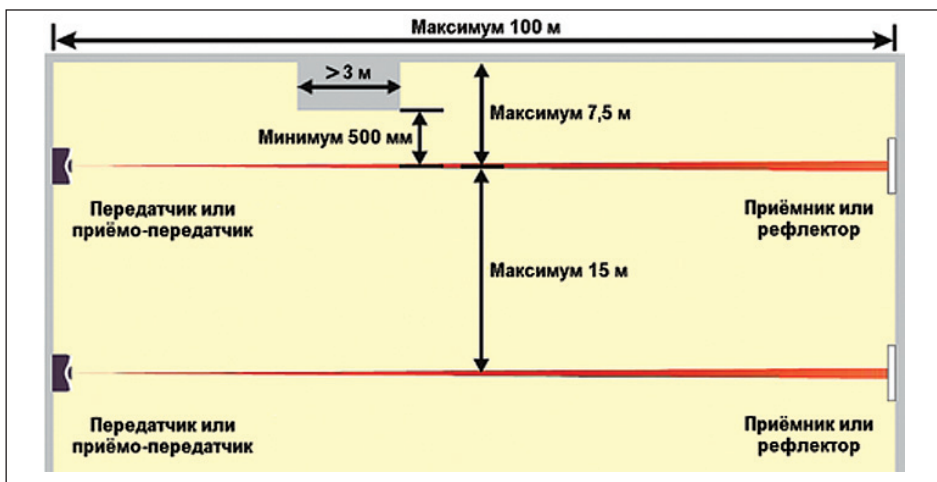 Максимум 100 м
>3 м
Максимум 7,5 м
Минимум 500 мм
Передатчик или
приёмо-передатчик
Приёмник или
рефлектор
Максимум 15 м
Передатчик или
приёмо-передатчик
Приёмник или
рефлектор